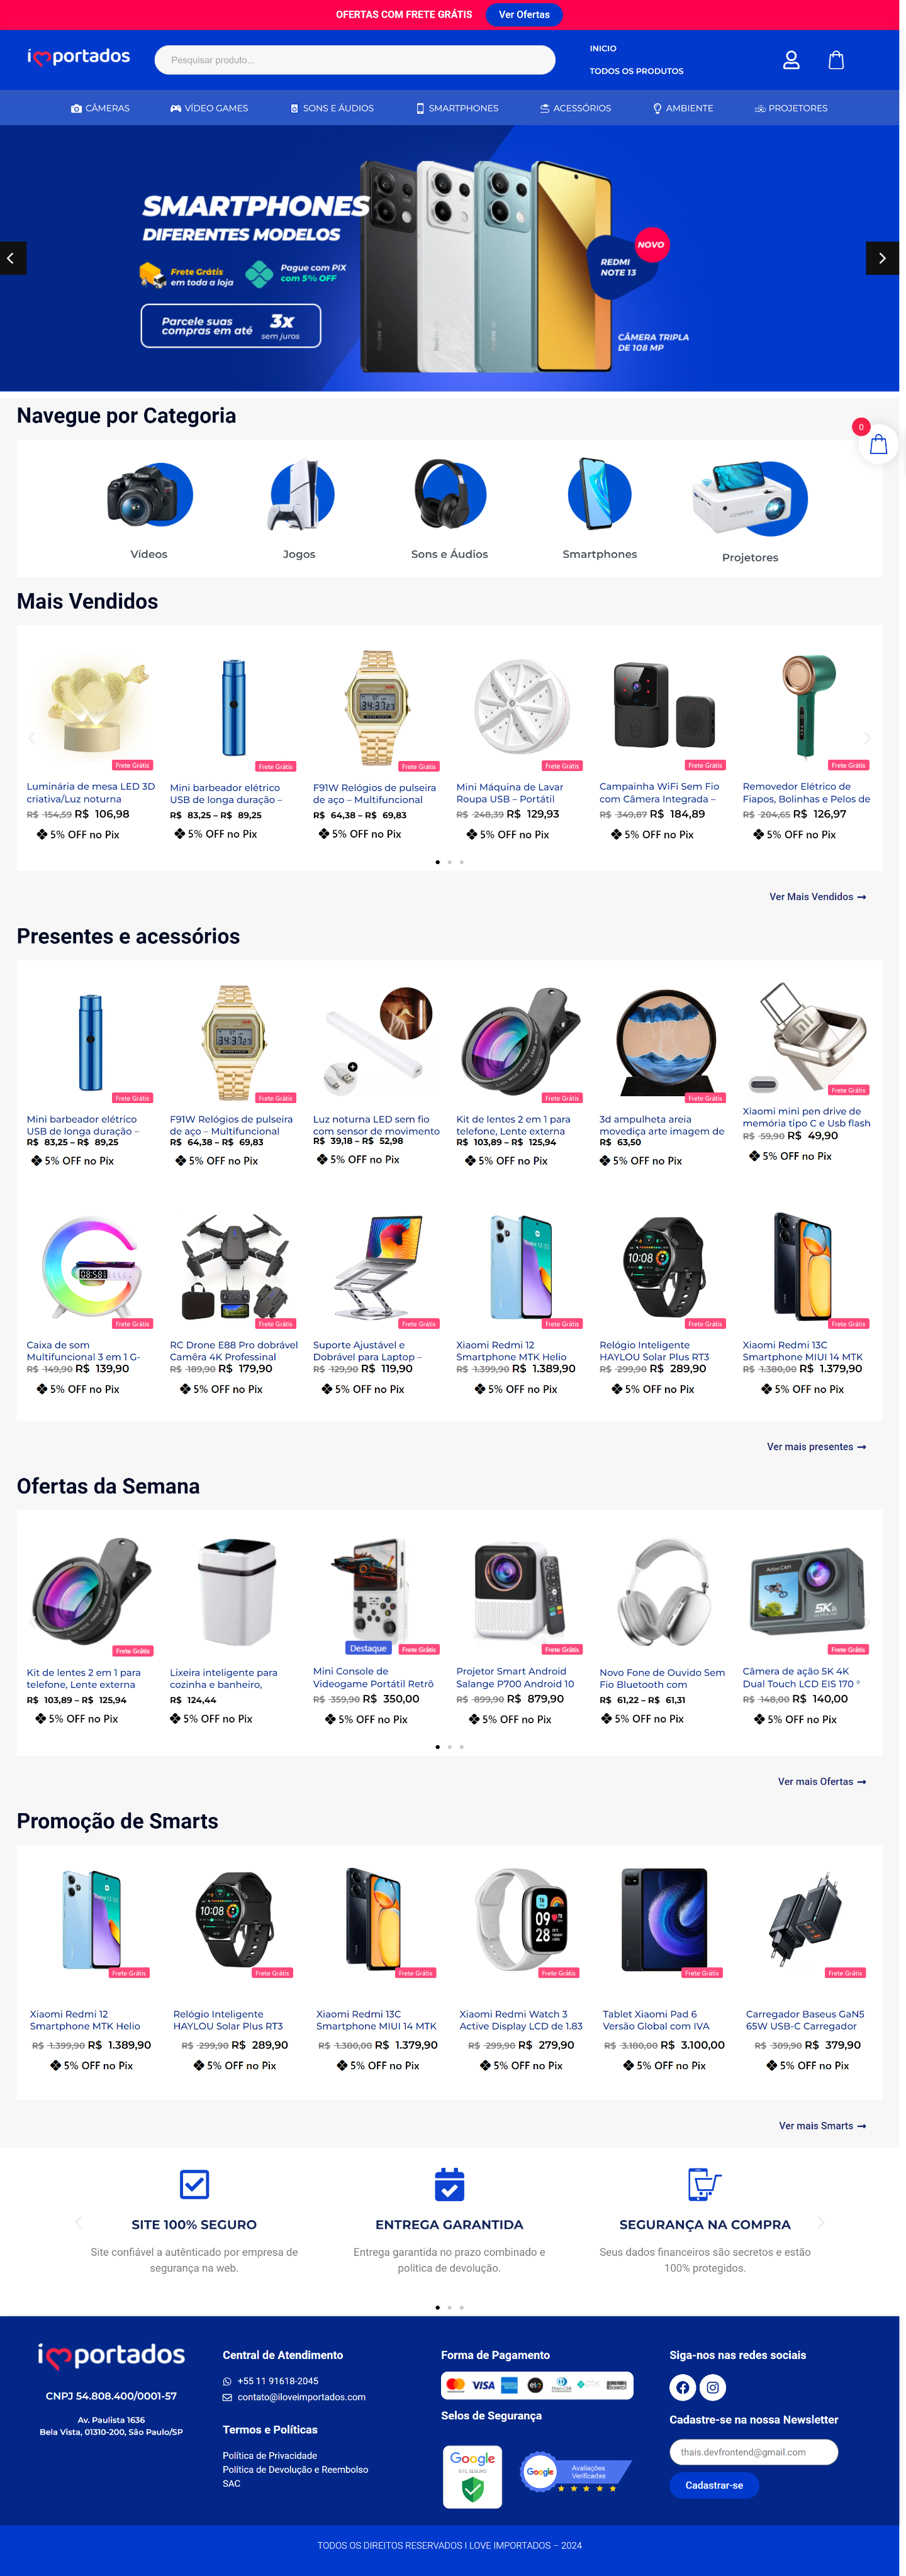 OFERTAS COM FRETE GRÁTIS
Ver Ofertas
importados
Pesquisar produto...
INICIO
TODOS OS PRODUTOS
CÂMERAS
VÍDEO GAMES
SONS E ÁUDIOS
SMARTPHONES
ACESSÓRIOS
AMBIENTE
PROJETORES
SMARTPHONES
DIFERENTES MODELOS
Frete Grátis
em toda a loja
Pague com PIX
com 5% OFF
Parcele suas
compras em até
3x
sem juros
NOVO
REDMI
NOTE 13
CÂMERA TRIPLA
DE 108 MP
Navegue por Categoria
0
Vídeos
Jogos
Sons e Áudios
Smartphones
Projetores
Mais Vendidos
Frete Grátis
Frete Grátis
Frete Grátis
Frete Grátis
Frete Grátis
Frete Grátis
Luminária de mesa LED 3D
criativa/Luz noturna
R$ 154,59 R$ 106,98
5% OFF no Pix
Mini barbeador elétrico
USB de longa duração –
R$ 83,25 – R$ 89,25
5% OFF no Pix
F91W Relógios de pulseira
de aço – Multifuncional
R$ 64,38 – R$ 69,83
5% OFF no Pix
Mini Máquina de Lavar
Roupa USB – Portátil
R$ 248,39 R$ 129,93
5% OFF no Pix
Campainha WiFi Sem Fio
com Câmera Integrada –
R$ 349,87 R$ 184,89
5% OFF no Pix
Removedor Elétrico de
Fiapos, Bolinhas e Pelos de
R$ 204,65 R$ 126,97
5% OFF no Pix
Ver Mais Vendidos
Presentes e acessórios
Frete Grátis
Frete Grátis
Frete Grátis
Frete Grátis
Frete Grátis
Frete Grátis
Mini barbeador elétrico
USB de longa duração –
R$ 83,25 – R$ 89,25
5% OFF no Pix
F91W Relógios de pulseira
de aço – Multifuncional
R$ 64,38 – R$ 69,83
5% OFF no Pix
Luz noturna LED sem fio
com sensor de movimento
R$ 39,18 – R$ 52,98
5% OFF no Pix
Kit de lentes 2 em 1 para
telefone, Lente externa
R$ 103,89 – R$ 125,94
5% OFF no Pix
3d ampulheta areia
movediça arte imagem de
R$ 63,50
5% OFF no Pix
Xiaomi mini pen drive de
memória tipo C e Usb flash
R$ 59,90 R$ 49,90
5% OFF no Pix
Frete Grátis
Frete Grátis
Frete Grátis
Frete Grátis
Frete Grátis
Frete Grátis
Caixa de som
Multifuncional 3 em 1 G-
R$ 149,90 R$ 139,90
5% OFF no Pix
RC Drone E88 Pro dobrável
Camêra 4K Professinal
R$ 189,90 R$ 179,90
5% OFF no Pix
Suporte Ajustável e
Dobrável para Laptop –
R$ 129,90 R$ 119,90
5% OFF no Pix
Xiaomi Redmi 12
Smartphone MTK Helio
R$ 1.399,90 R$ 1.389,90
5% OFF no Pix
Relógio Inteligente
HAYLOU Solar Plus RT3
R$ 299,90 R$ 289,90
5% OFF no Pix
Xiaomi Redmi 13C
Smartphone MIUI 14 MTK
R$ 1.380,00 R$ 1.379,90
5% OFF no Pix
Ver mais presentes
Ofertas da Semana
Frete Grátis
Destaque
Frete Grátis
Frete Grátis
Frete Grátis
Frete Grátis
Kit de lentes 2 em 1 para
telefone, Lente externa
R$ 103,89 – R$ 125,94
5% OFF no Pix
Lixeira inteligente para
cozinha e banheiro,
R$ 124,44
5% OFF no Pix
Mini Console de
Videogame Portátil Retrô
R$ 359,90 R$ 350,00
5% OFF no Pix
Projetor Smart Android
Salange P700 Android 10
R$ 899,90 R$ 879,90
5% OFF no Pix
Novo Fone de Ouvido Sem
Fio Bluetooth com
R$ 61,22 – R$ 61,31
5% OFF no Pix
Câmera de ação 5K 4K
Dual Touch LCD EIS 170 °
R$ 148,00 R$ 140,00
5% OFF no Pix
Ver mais Ofertas
Promoção de Smarts
Frete Grátis
Frete Grátis
Frete Grátis
Frete Grátis
Frete Grátis
Frete Grátis
Xiaomi Redmi 12
Smartphone MTK Helio
R$ 1.399,90 R$ 1.389,90
5% OFF no Pix
Relógio Inteligente
HAYLOU Solar Plus RT3
R$ 299,90 R$ 289,90
5% OFF no Pix
Xiaomi Redmi 13C
Smartphone MIUI 14 MTK
R$ 1.380,00 R$ 1.379,90
5% OFF no Pix
Xiaomi Redmi Watch 3
Active Display LCD de 1.83
R$ 299,90 R$ 279,90
5% OFF no Pix
Tablet Xiaomi Pad 6
Versão Global com IVA
R$ 3.180,00 R$ 3.100,00
5% OFF no Pix
Carregador Baseus GaN5
65W USB-C Carregador
R$ 389,90 R$ 379,90
5% OFF no Pix
Ver mais Smarts
SITE 100% SEGURO
Site confiável a autênticado por empresa de
segurança na web.
ENTREGA GARANTIDA
Entrega garantida no prazo combinado e
politica de devolução.
SEGURANÇA NA COMPRA
Seus dados financeiros são secretos e estão
100% protegidos.
importados
CNPJ 54.808.400/0001-57
Av. Paulista 1636
Bela Vista, 01310-200, São Paulo/SP
Central de Atendimento
+55 11 91618-2045
contato@iloveimportados.com
Termos e Políticas
Política de Privacidade
Política de Devolução e Reembolso
SAC
Forma de Pagamento
VISA
elo
Selos de Segurança
Google
SITE SEGURO
Google
Avaliações
Verificadas
Siga-nos nas redes sociais
Cadastre-se na nossa Newsletter
thais.devfrontend@gmail.com
Cadastrar-se
TODOS OS DIREITOS RESERVADOS I LOVE IMPORTADOS – 2024